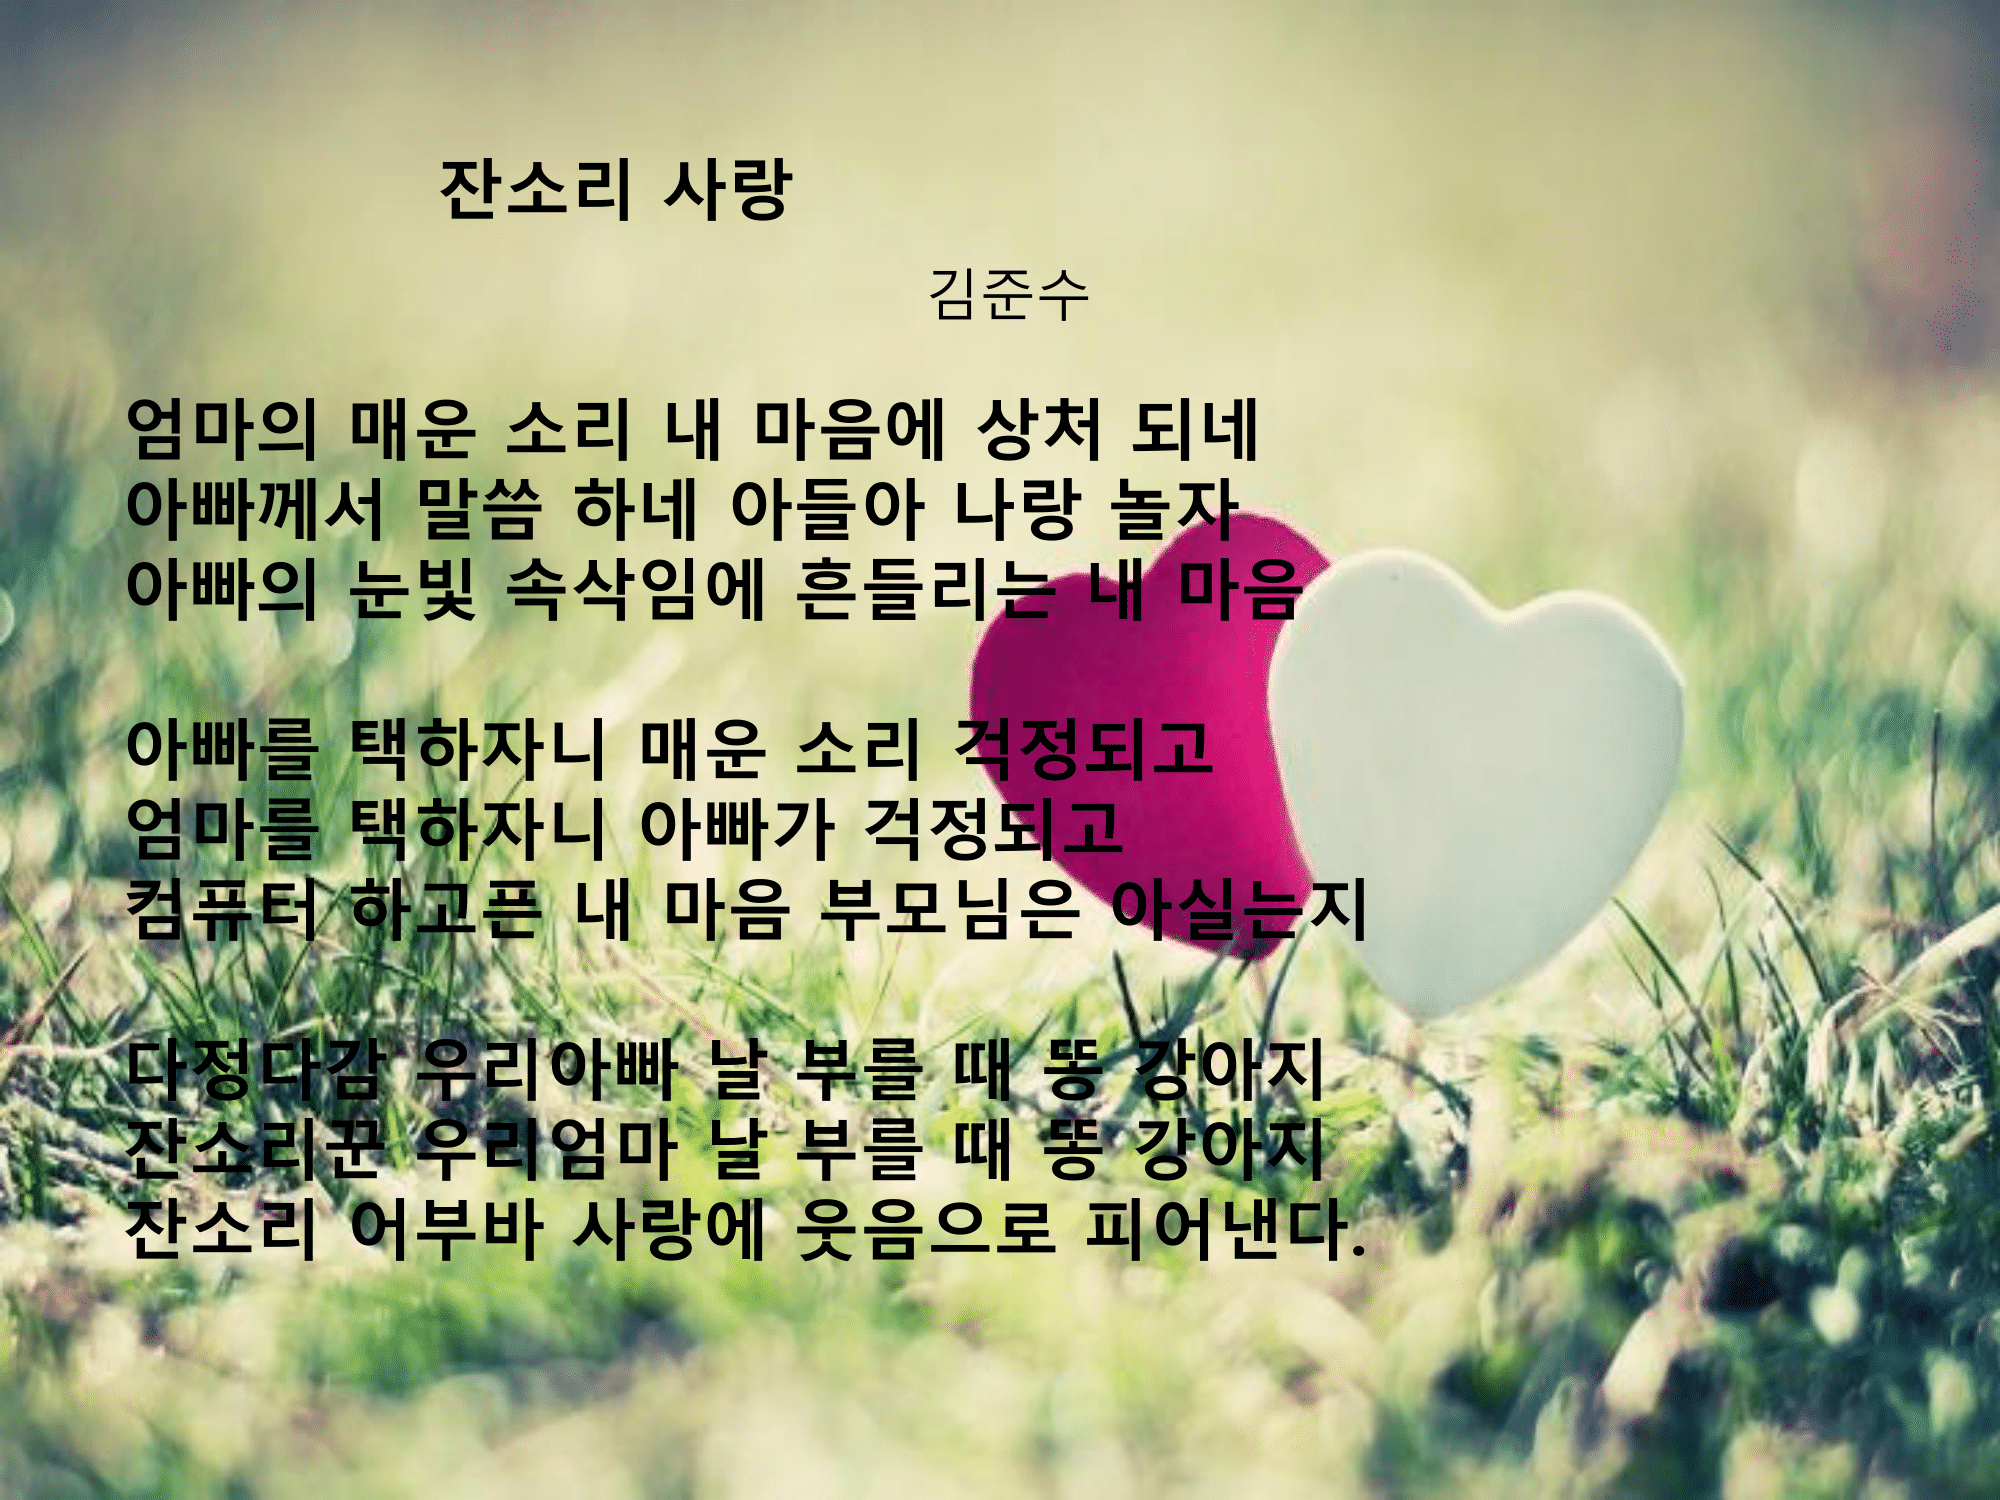 잔소리 사랑
김준수
엄마의 매운 소리 내 마음에 상처 되네
아빠께서 말씀 하네 아들아 나랑 놀자
아빠의 눈빛 속삭임에 흔들리는 내 마음
아빠를 택하자니 매운 소리 걱정되고
엄마를 택하자니 아빠가 걱정되고
컴퓨터 하고픈 내 마음 부모님은 아실는지
다정다감 우리아빠 날 부를 때 똥 강아지
잔소리꾼 우리엄마 날 부를 때 똥 강아지
잔소리 어부바 사랑에 웃음으로 피어낸다.